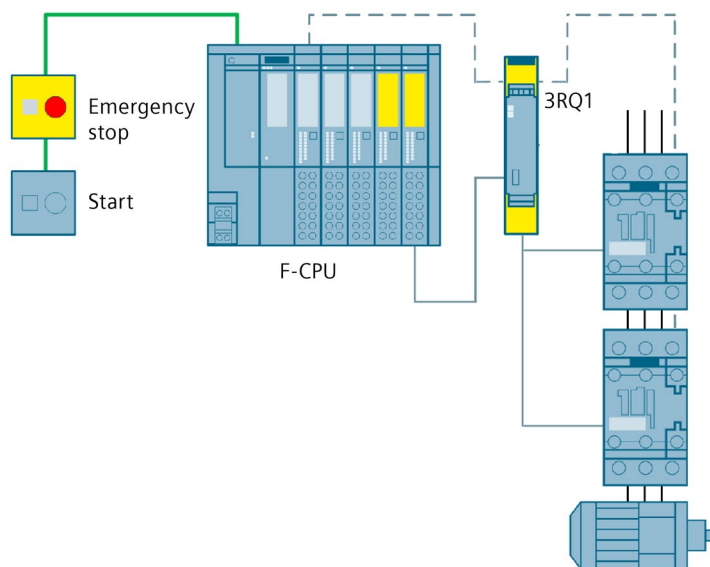 3RQ1
Emergency
stop
Start
F-CPU